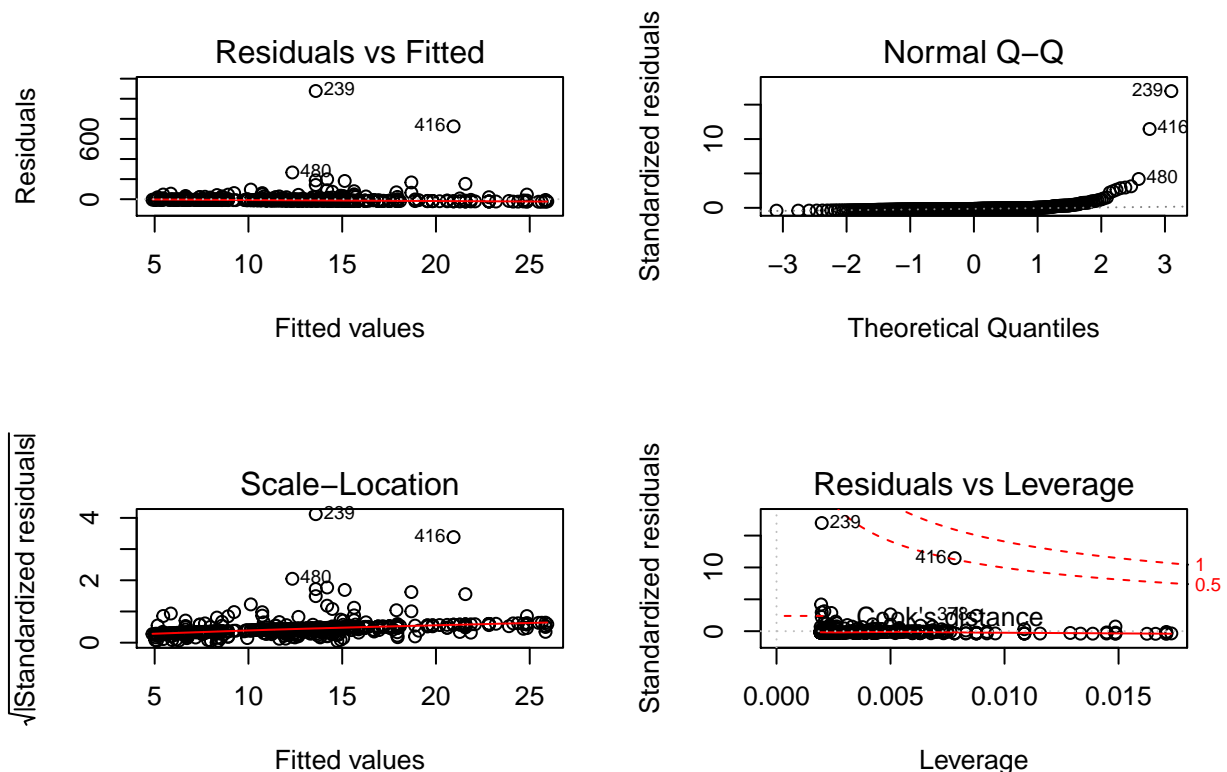 Residuals vs Fitted
Residuals
0
600
239
416
480
5 10 15 20 25
Fitted values
Normal Q−Q
Standardized residuals
0
10
239
416
480
−3 −2 −1 0 1 2 3
Theoretical Quantiles
Scale−Location
√|Standardized residuals|
0
2
4
239
416
480
5 10 15 20 25
Fitted values
Residuals vs Leverage
Standardized residuals
0
10
239
416
378
Cook's distance
1
0.5
0.000 0.005 0.010 0.015
Leverage